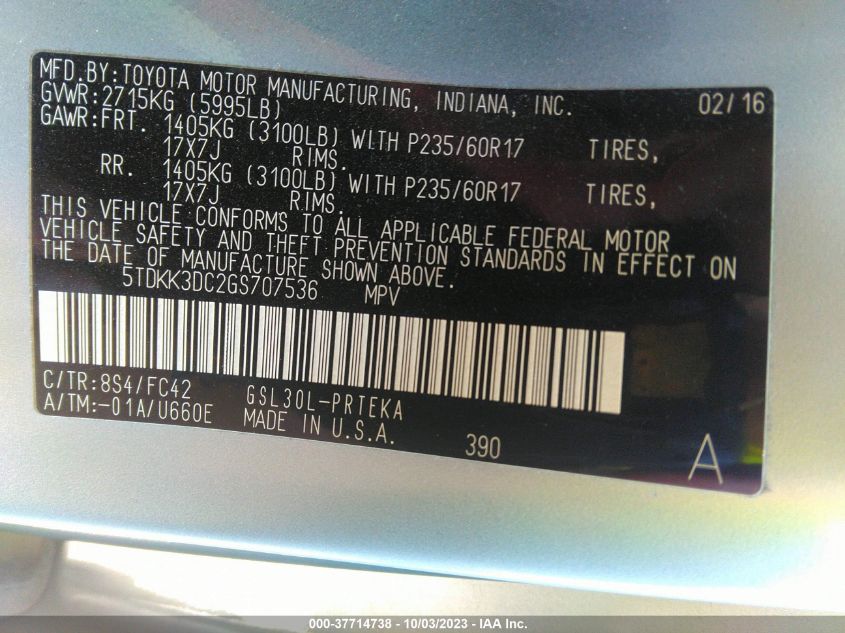 MFD.BY:TOYOTA MOTOR MANUFACTURING, INDIANA, INC. 02/16
GVWR:2715KG (5995LB)
GAWR:FRT. 1405KG (3100LB) WITH P235/60R17 TIRES,
17X7J RIMS.
RR. 1405KG (3100LB) WITH P235/60R17 TIRES,
17X7J RIMS.
THIS VEHICLE CONFORMS TO ALL APPLICABLE FEDERAL MOTOR
VEHICLE SAFETY AND THEFT PREVENTION STANDARDS IN EFFECT ON
THE DATE OF MANUFACTURE SHOWN ABOVE.
5TDKK3DC2GS707536 MPV
C/TR:8S4/FC42 GSL30L-PRTEKA
A/TM:-01A/U660E MADE IN U.S.A. 390 A
000-37714738 - 10/03/2023 - IAA Inc.